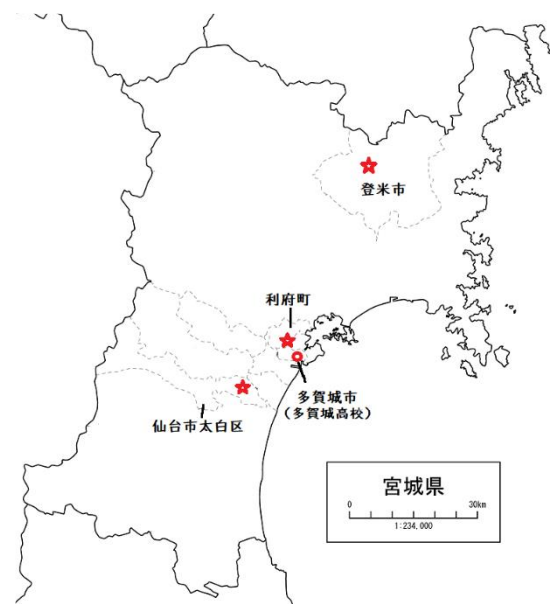 登米市
利府町
多賀城市
(多賀城高校)
仙台市太白区
宮城県
0 30km
1:234,000